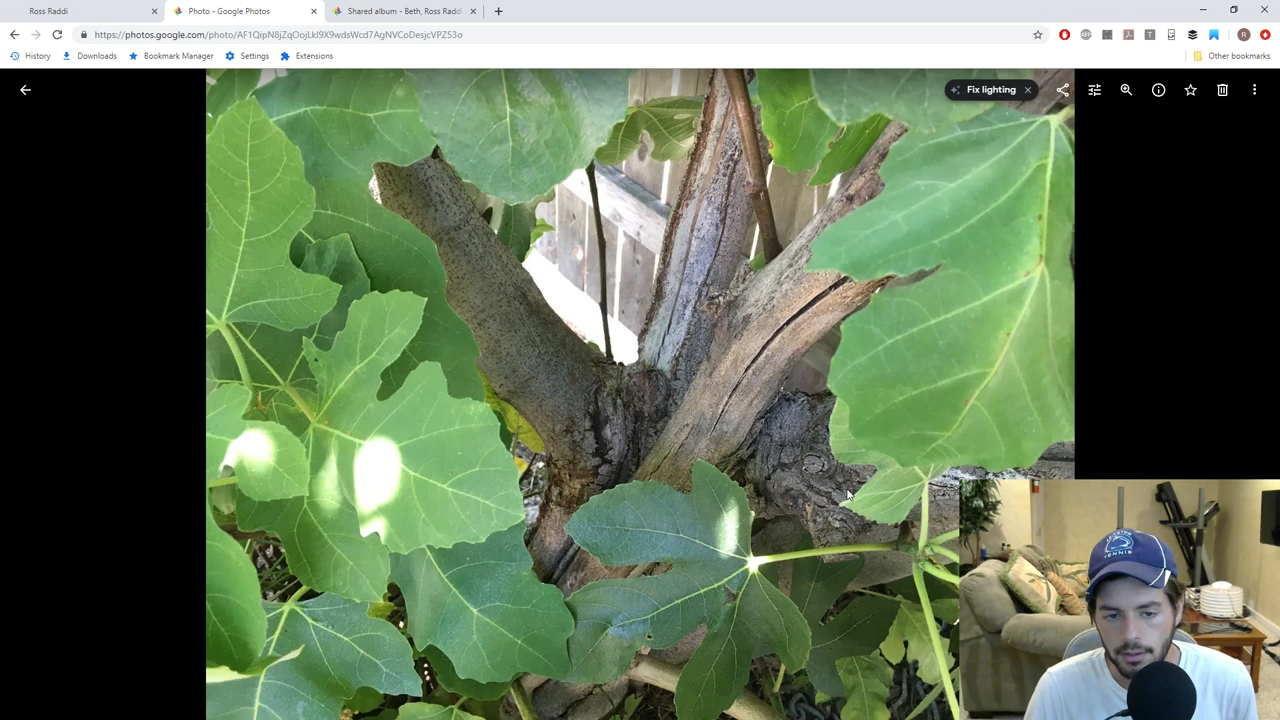 Ross Raddi
Photo - Google Photos
Shared album - Beth, Ross Raddi
https://photos.google.com/photo/AF1QipN8jZqOojLkI9X9wdsWcd7AgNVCoDesjcVPZ53o
History
Downloads
Bookmark Manager
Settings
Extensions
Other bookmarks
Fix lighting
TENNIS